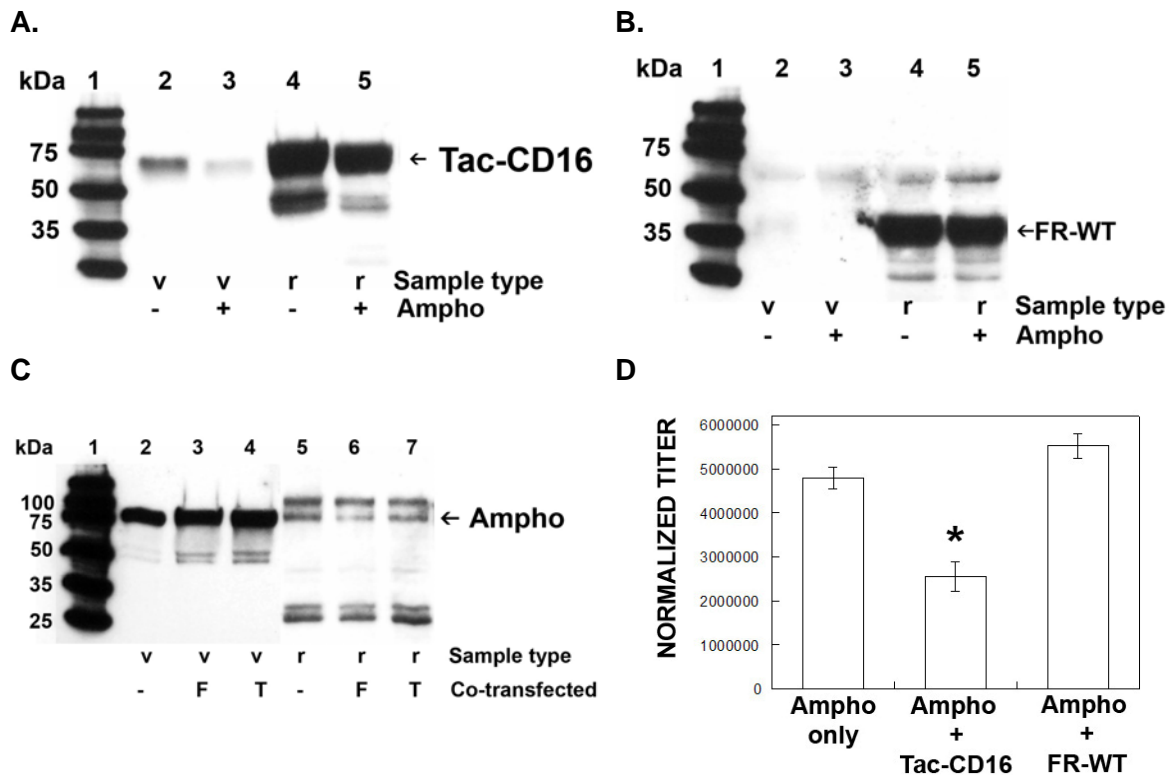 A.
kDa 1 2 3 4 5
75
50
35
← Tac-CD16
v v r r Sample type
- + - + Ampho
B.
kDa 1 2 3 4 5
75
50
35
←FR-WT
v v r r Sample type
- + - + Ampho
C
kDa 1 2 3 4 5 6 7
100
75
50
35
25
← Ampho
v v v r r r Sample type
- F T - F T Co-transfected
D
NORMALIZED TITER
6000000
5000000
4000000
3000000
2000000
1000000
0
*
Ampho only
Ampho + Tac-CD16
Ampho + FR-WT